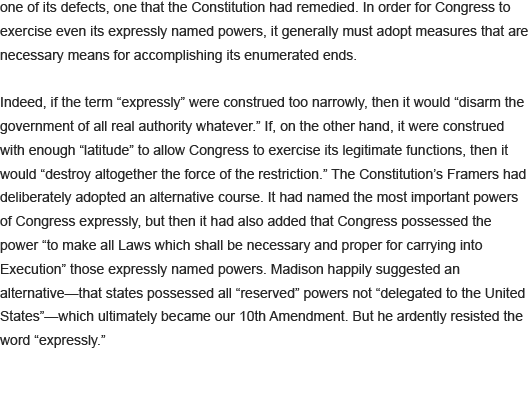 one of its defects, one that the Constitution had remedied. In order for Congress to
exercise even its expressly named powers, it generally must adopt measures that are
necessary means for accomplishing its enumerated ends.
Indeed, if the term “expressly” were construed too narrowly, then it would “disarm the
government of all real authority whatever.” If, on the other hand, it were construed
with enough “latitude” to allow Congress to exercise its legitimate functions, then it
would “destroy altogether the force of the restriction.” The Constitution’s Framers had
deliberately adopted an alternative course. It had named the most important powers
of Congress expressly, but then it had also added that Congress possessed the
power “to make all Laws which shall be necessary and proper for carrying into
Execution” those expressly named powers. Madison happily suggested an
alternative—that states possessed all “reserved” powers not “delegated to the United
States”—which ultimately became our 10th Amendment. But he ardently resisted the
word “expressly.”